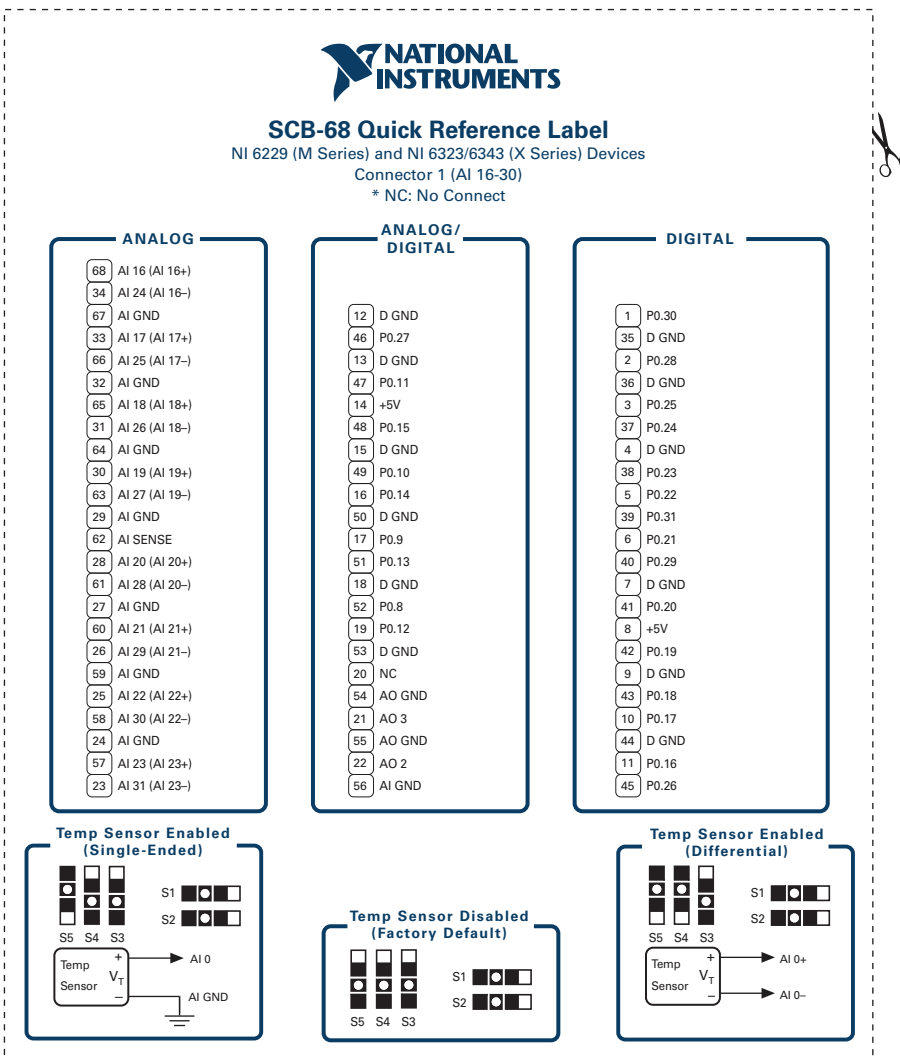 NATIONAL
INSTRUMENTS
SCB-68 Quick Reference Label
NI 6229 (M Series) and NI 6323/6343 (X Series) Devices
Connector 1 (AI 16-30)
* NC: No Connect
ANALOG
68 AI 16 (AI 16+)
34 AI 24 (AI 16–)
67 AI GND
33 AI 17 (AI 17+)
66 AI 25 (AI 17–)
32 AI GND
65 AI 18 (AI 18+)
31 AI 26 (AI 18–)
64 AI GND
30 AI 19 (AI 19+)
63 AI 27 (AI 19–)
29 AI GND
62 AI SENSE
28 AI 20 (AI 20+)
61 AI 28 (AI 20–)
27 AI GND
60 AI 21 (AI 21+)
26 AI 29 (AI 21–)
59 AI GND
25 AI 22 (AI 22+)
58 AI 30 (AI 22–)
24 AI GND
57 AI 23 (AI 23+)
23 AI 31 (AI 23–)
ANALOG/
DIGITAL
12 D GND
46 P0.27
13 D GND
47 P0.11
14 +5V
48 P0.15
15 D GND
49 P0.10
16 P0.14
50 D GND
17 P0.9
51 P0.13
18 D GND
52 P0.8
19 P0.12
53 D GND
20 NC
54 AO GND
21 AO 3
55 AO GND
22 AO 2
56 AI GND
DIGITAL
1 P0.30
35 D GND
2 P0.28
36 D GND
3 P0.25
37 P0.24
4 D GND
38 P0.23
5 P0.22
39 P0.31
6 P0.21
40 P0.29
7 D GND
41 P0.20
8 +5V
42 P0.19
9 D GND
43 P0.18
10 P0.17
44 D GND
11 P0.16
45 P0.26
Temp Sensor Enabled
(Single-Ended)
S1
S2
S5 S4 S3
Temp
Sensor
+
VT
–
AI 0
AI GND
Temp Sensor Disabled
(Factory Default)
S1
S2
S5 S4 S3
Temp Sensor Enabled
(Differential)
S1
S2
S5 S4 S3
Temp
Sensor
+
VT
–
AI 0+
AI 0–